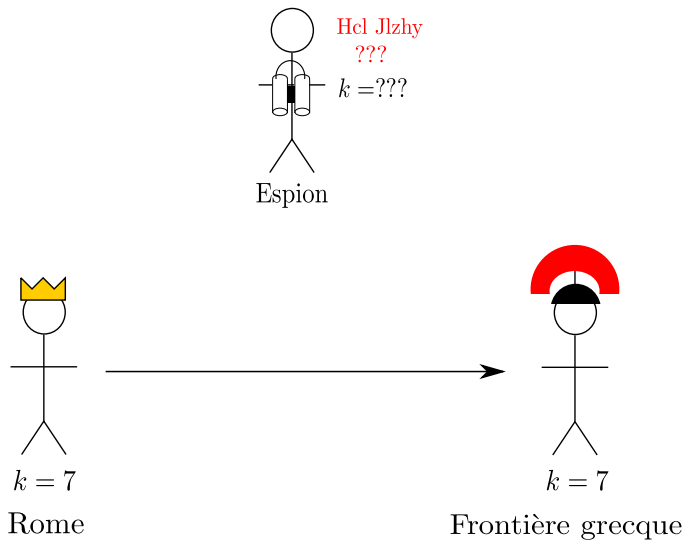 Hcl Jlzhy
???
k =???
Espion
k = 7
k = 7
Rome
Frontière grecque